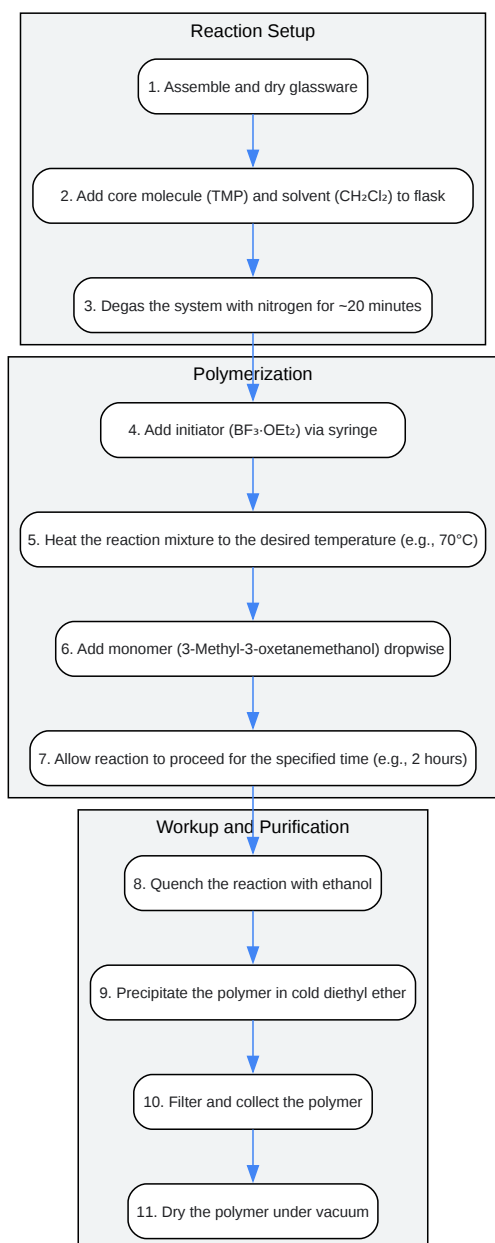 Reaction Setup
1. Assemble and dry glassware
2. Add core molecule (TMP) and solvent (CH₂Cl₂) to flask
3. Degas the system with nitrogen for ~20 minutes
Polymerization
4. Add initiator (BF₃·OEt₂) via syringe
5. Heat the reaction mixture to the desired temperature (e.g., 70°C)
6. Add monomer (3-Methyl-3-oxetanemethanol) dropwise
7. Allow reaction to proceed for the specified time (e.g., 2 hours)
Workup and Purification
8. Quench the reaction with ethanol
9. Precipitate the polymer in cold diethyl ether
10. Filter and collect the polymer
11. Dry the polymer under vacuum